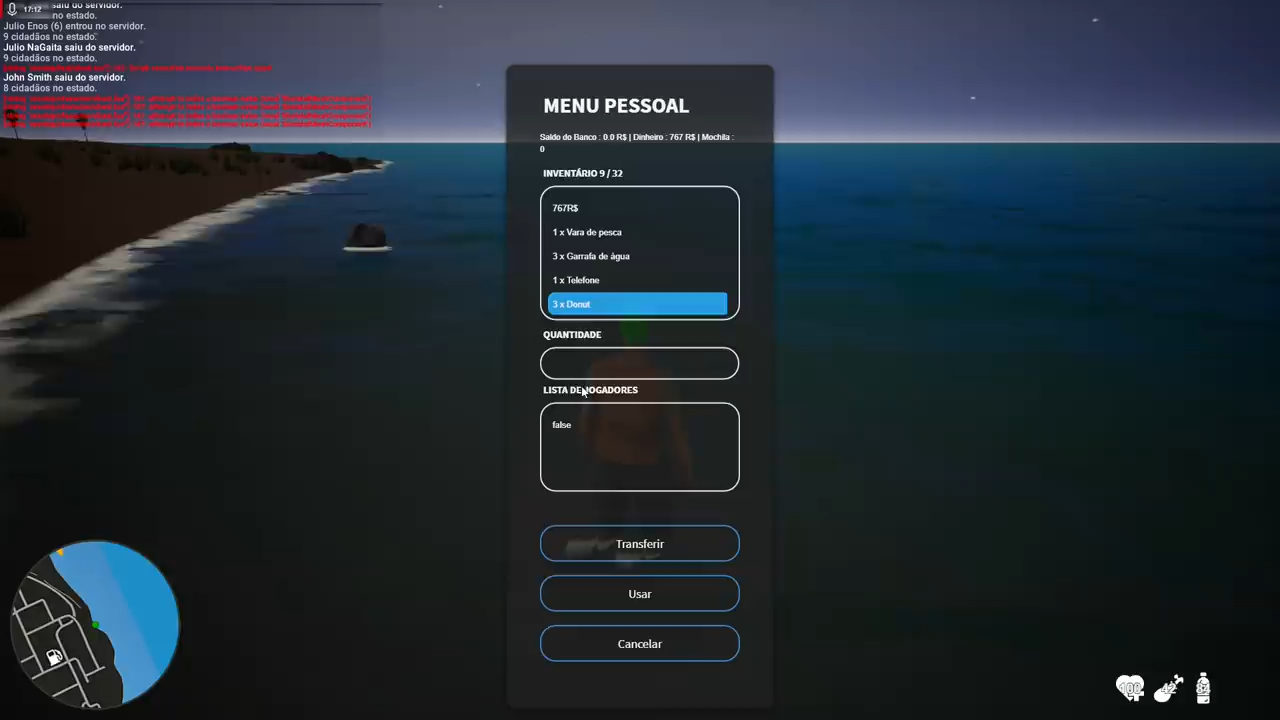 17:12
saiu do servidor.
no estado.
Julio Enos (6) entrou no servidor.
9 cidadãos no estado.
Julio NaGaita saiu do servidor.
9 cidadãos no estado.
John Smith saiu do servidor.
8 cidadãos no estado.
MENU PESSOAL
Saldo do Banco : 0.0 R$ | Dinheiro : 767 R$ | Mochila :
0
INVENTÁRIO 9 / 32
767R$
1 x Vara de pesca
3 x Garrafa de água
1 x Telefone
3 x Donut
QUANTIDADE
LISTA DE JOGADORES
false
Transferir
Usar
Cancelar
100